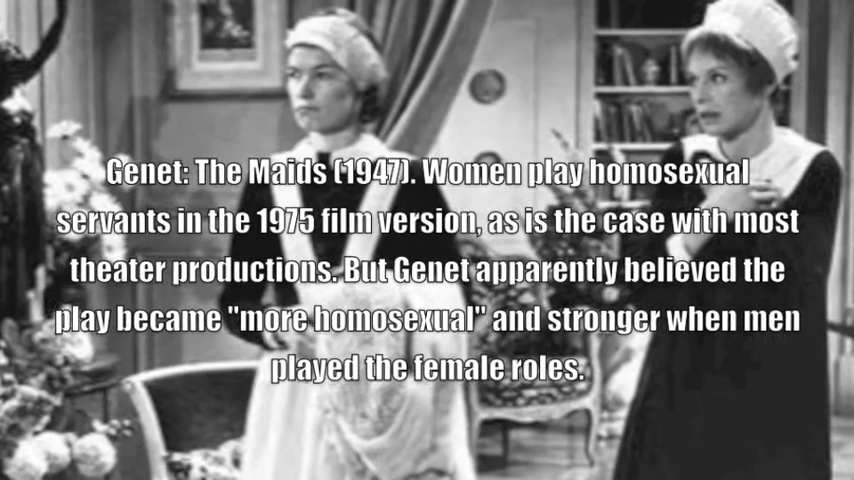 Genet: The Maids (1947). Women play homosexual
servants in the 1975 film version, as is the case with most
theater productions. But Genet apparently believed the
play became "more homosexual" and stronger when men
played the female roles.